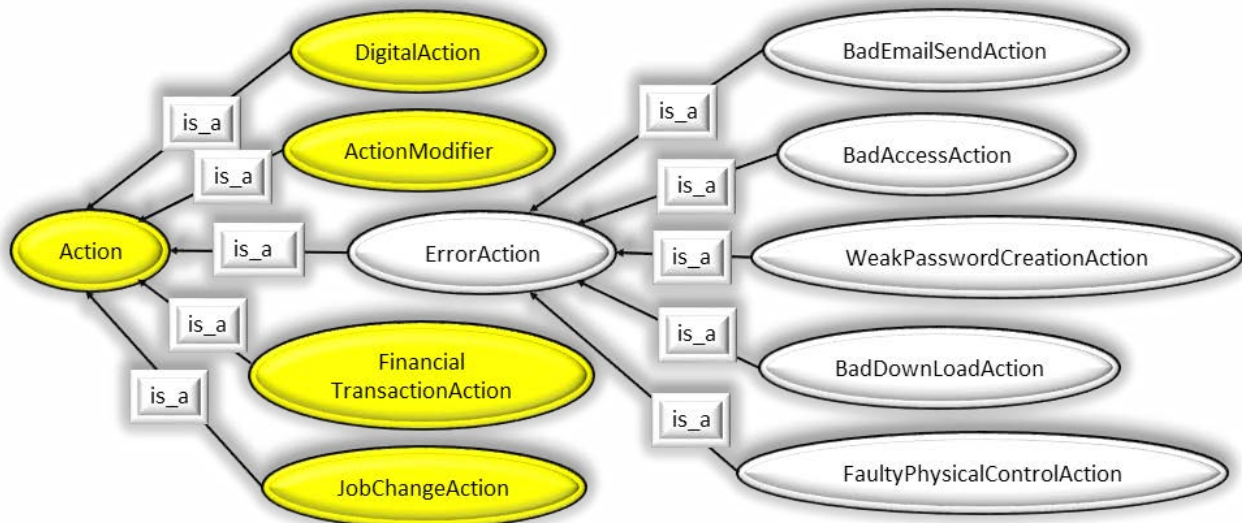 DigitalAction
BadEmailSendAction
is_a
is_a
ActionModifier
BadAccessAction
is_a
is_a
Action
is_a
ErrorAction
is_a
WeakPasswordCreationAction
is_a
is_a
Financial
TransactionAction
BadDownLoadAction
is_a
is_a
JobChangeAction
FaultyPhysicalControlAction